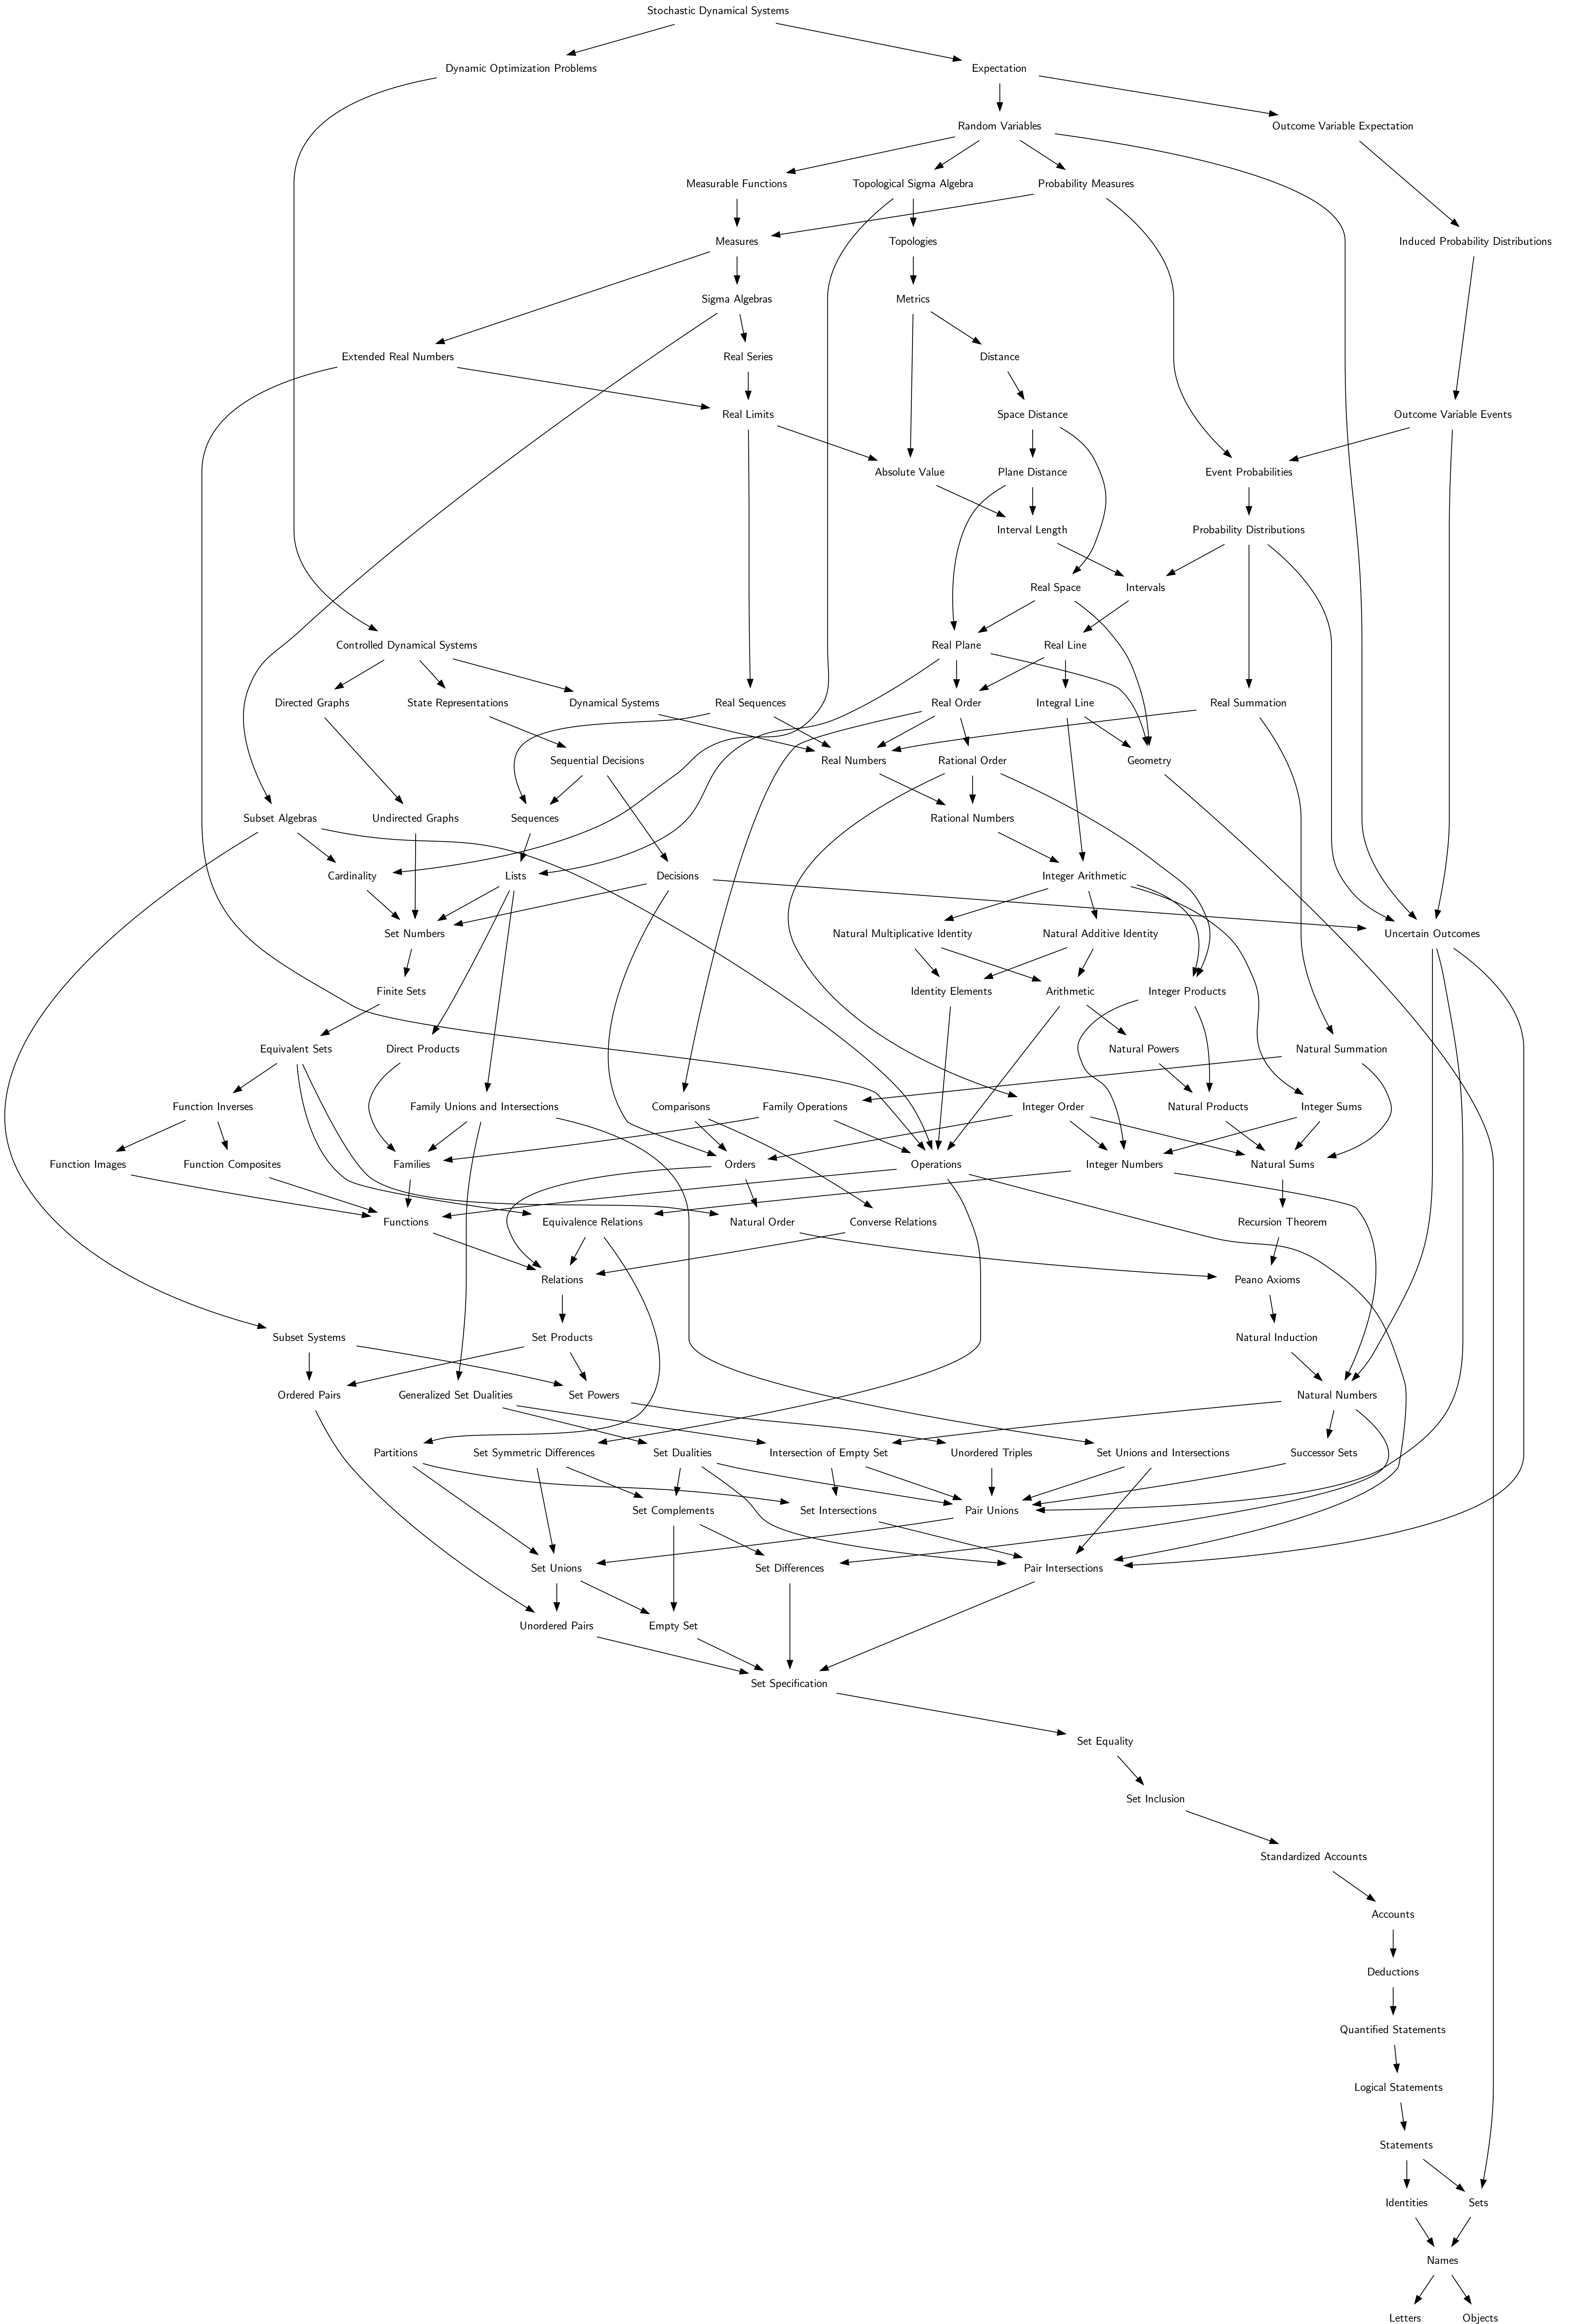 Stochastic Dynamical Systems
Dynamic Optimization Problems
Expectation
Random Variables
Outcome Variable Expectation
Measurable Functions
Topological Sigma Algebra
Probability Measures
Measures
Topologies
Induced Probability Distributions
Sigma Algebras
Metrics
Extended Real Numbers
Real Series
Distance
Real Limits
Space Distance
Outcome Variable Events
Absolute Value
Plane Distance
Event Probabilities
Interval Length
Probability Distributions
Real Space
Intervals
Controlled Dynamical Systems
Real Plane
Real Line
Directed Graphs
State Representations
Dynamical Systems
Real Sequences
Real Order
Integral Line
Real Summation
Sequential Decisions
Real Numbers
Rational Order
Geometry
Subset Algebras
Undirected Graphs
Sequences
Rational Numbers
Cardinality
Lists
Decisions
Integer Arithmetic
Set Numbers
Natural Multiplicative Identity
Natural Additive Identity
Uncertain Outcomes
Finite Sets
Identity Elements
Arithmetic
Integer Products
Equivalent Sets
Direct Products
Natural Powers
Natural Summation
Function Inverses
Family Unions and Intersections
Comparisons
Family Operations
Integer Order
Natural Products
Integer Sums
Function Images
Function Composites
Families
Orders
Operations
Integer Numbers
Natural Sums
Functions
Equivalence Relations
Natural Order
Converse Relations
Recursion Theorem
Relations
Peano Axioms
Subset Systems
Set Products
Natural Induction
Ordered Pairs
Generalized Set Dualities
Set Powers
Natural Numbers
Partitions
Set Symmetric Differences
Set Dualities
Intersection of Empty Set
Unordered Triples
Set Unions and Intersections
Successor Sets
Set Complements
Set Intersections
Pair Unions
Set Unions
Set Differences
Pair Intersections
Unordered Pairs
Empty Set
Set Specification
Set Equality
Set Inclusion
Standardized Accounts
Accounts
Deductions
Quantified Statements
Logical Statements
Statements
Identities
Sets
Names
Letters
Objects